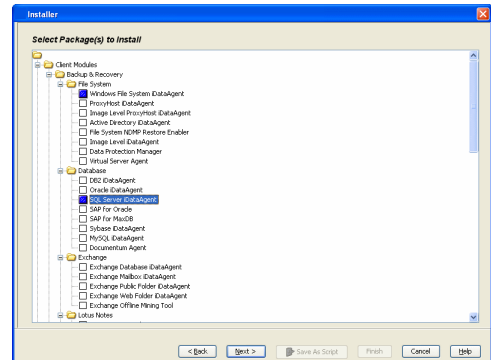 Installer
Select Package(s) to Install
Client Modules
Backup & Recovery
File System
Windows File System iDataAgent
ProxyHost iDataAgent
Image Level ProxyHost iDataAgent
Active Directory iDataAgent
File System NDMP Restore Enabler
Image Level iDataAgent
Data Protection Manager
Virtual Server Agent
Database
DB2 iDataAgent
Oracle iDataAgent
SQL Server iDataAgent
SAP for Oracle
SAP for MaxDB
Sybase iDataAgent
MySQL iDataAgent
Documentum Agent
Exchange
Exchange Database iDataAgent
Exchange Mailbox iDataAgent
Exchange Public Folder iDataAgent
Exchange Web Folder iDataAgent
Exchange Offline Mining Tool
Lotus Notes
< Back Next > Save As Script Finish Cancel Help